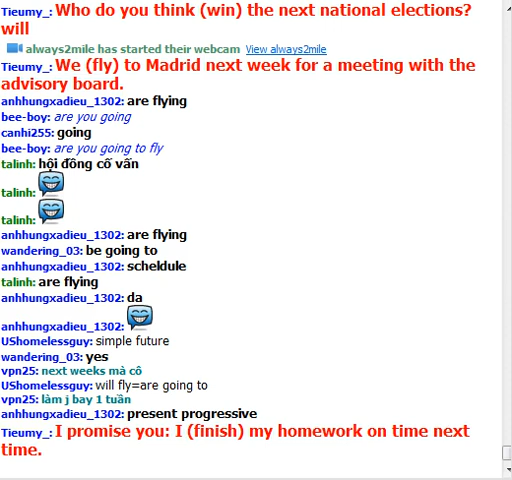 Tieumy_: Who do you think (win) the next national elections?
will
always2mile has started their webcam View always2mile
Tieumy_: We (fly) to Madrid next week for a meeting with the
advisory board.
anhhungxadieu_1302: are flying
bee-boy: are you going
canhi255: going
bee-boy: are you going to fly
talinh: hội đông cố vấn
talinh:
talinh:
anhhungxadieu_1302: are flying
wandering_03: be going to
anhhungxadieu_1302: scheldule
talinh: are flying
anhhungxadieu_1302: da
anhhungxadieu_1302:
UShomelessguy: simple future
wandering_03: yes
vpn25: next weeks mà cô
UShomelessguy: will fly=are going to
vpn25: làm j bay 1 tuần
anhhungxadieu_1302: present progressive
Tieumy_: I promise you: I (finish) my homework on time next
time.